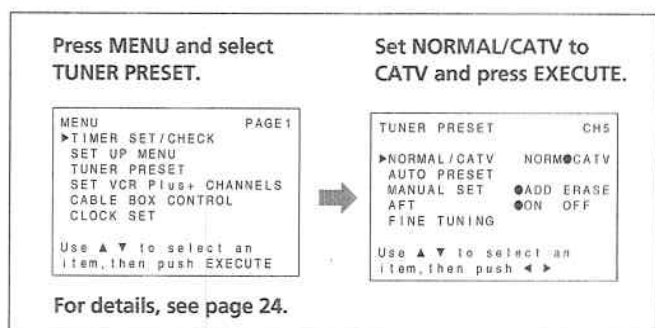 Press MENU and select
TUNER PRESET.
MENU PAGE1
▶TIMER SET/CHECK
SET UP MENU
TUNER PRESET
SET VCR Plus+ CHANNELS
CABLE BOX CONTROL
CLOCK SET
Use ▲ ▼ to select an
item,then push EXECUTE
Set NORMAL/CATV to
CATV and press EXECUTE.
TUNER PRESET CH5
▶NORMAL/CATV NORM●CATV
AUTO PRESET
MANUAL SET ●ADD ERASE
AFT ●ON OFF
FINE TUNING
Use ▲ ▼ to select an
item,then push ◀ ▶
For details, see page 24.